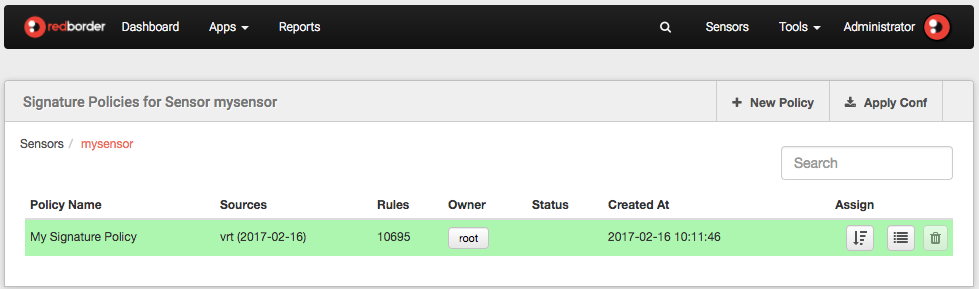 redborder Dashboard Apps Reports Sensors Tools Administrator
Signature Policies for Sensor mysensor New Policy Apply Conf
Sensors / mysensor
Search
Policy Name Sources Rules Owner Status Created At Assign
My Signature Policy vrt (2017-02-16) 10695 root 2017-02-16 10:11:46